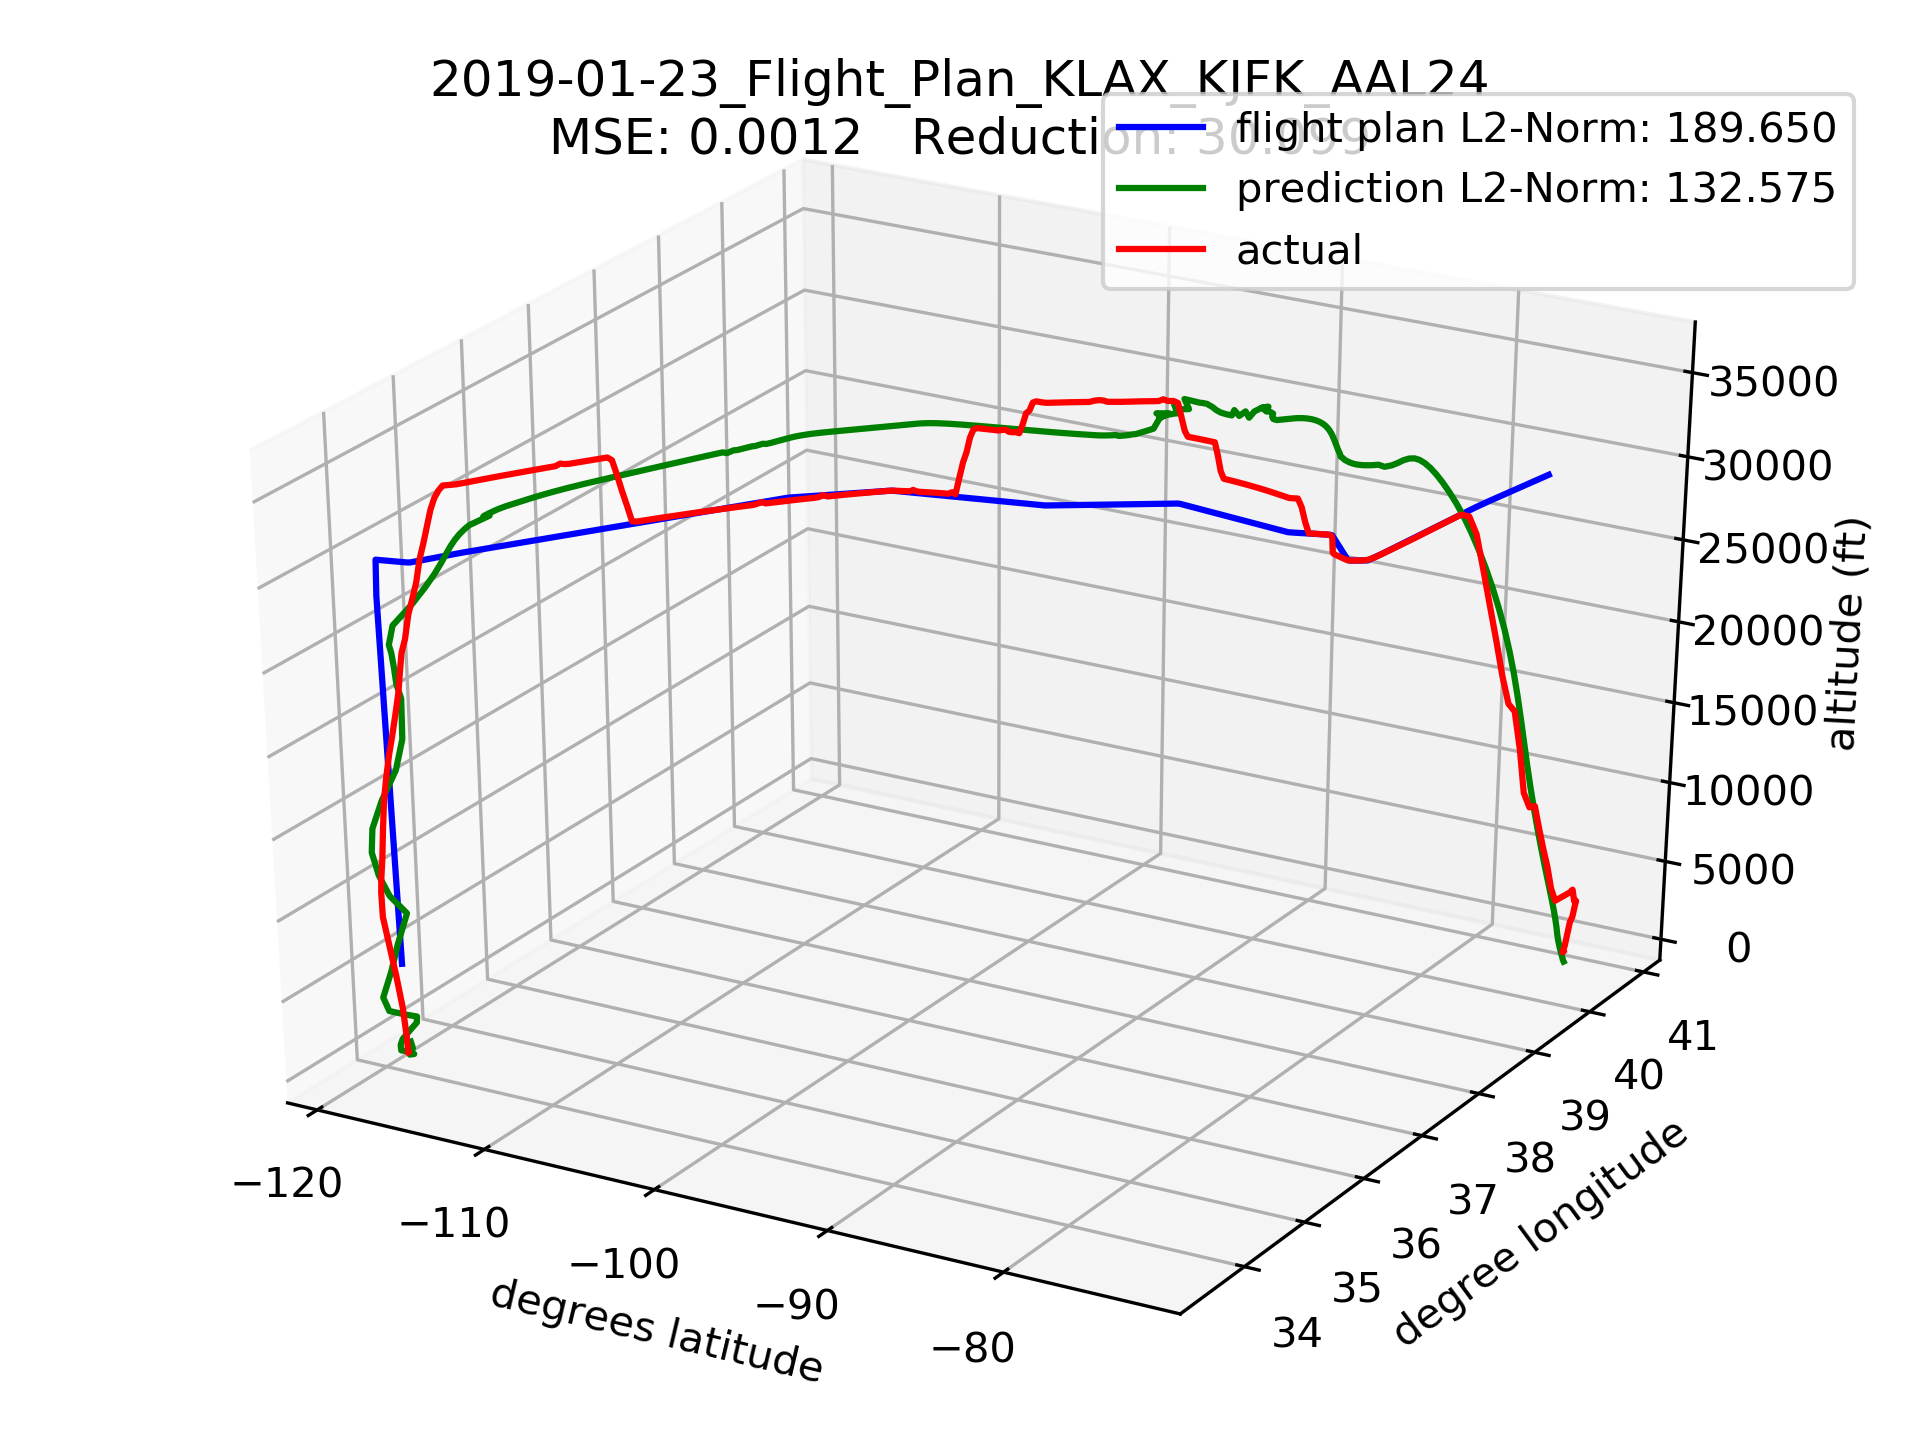 2019-01-23_Flight_Plan_KLAX_KJFK_AAL24
MSE: 0.0012   Reduction: 30.099
flight plan L2-Norm: 189.650
prediction L2-Norm: 132.575
actual
35000
30000
25000
20000
15000
10000
5000
0
altitude (ft)
41
40
39
38
37
36
35
34
degree longitude
−120
−110
−100
−90
−80
degrees latitude